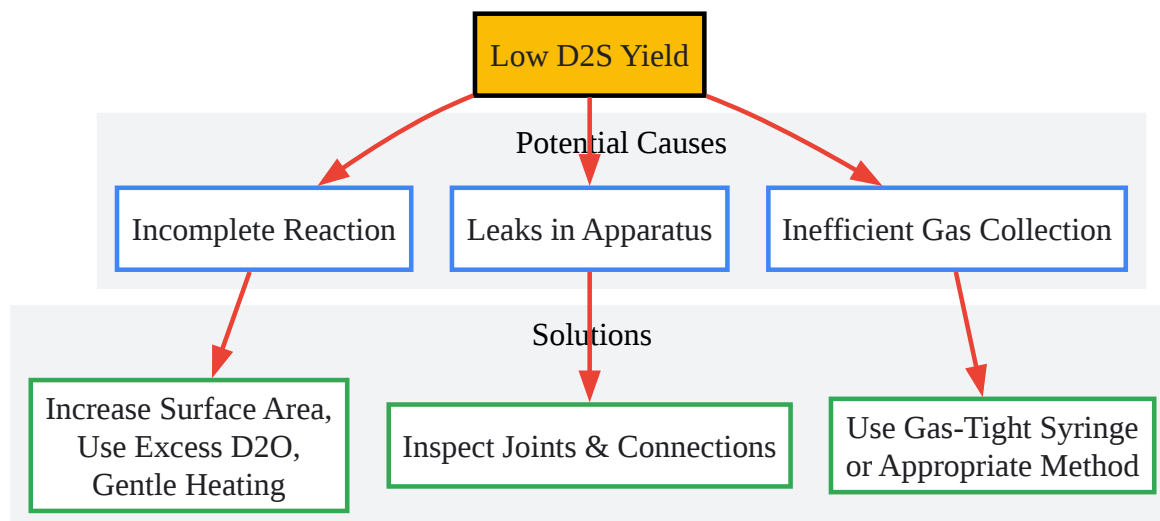 Low D2S Yield
Potential Causes
Incomplete Reaction
Leaks in Apparatus
Inefficient Gas Collection
Solutions
Increase Surface Area,
Use Excess D2O,
Gentle Heating
Inspect Joints & Connections
Use Gas-Tight Syringe
or Appropriate Method